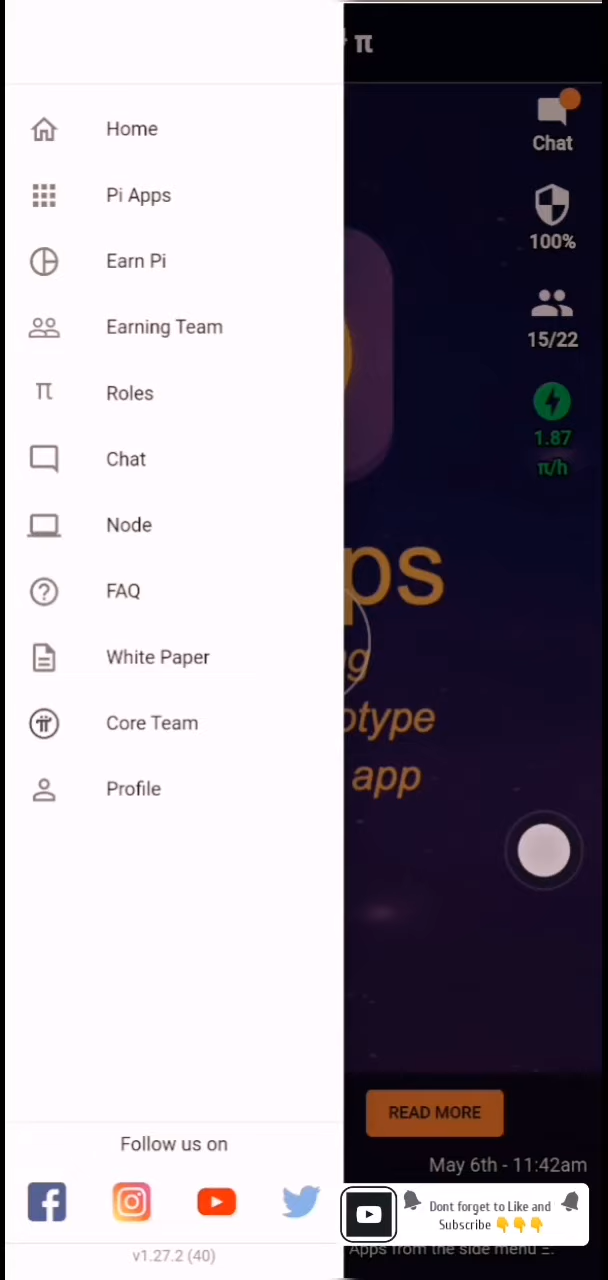 π
Home
Pi Apps
Earn Pi
Earning Team
π Roles
Chat
Node
FAQ
White Paper
Core Team
Profile
Follow us on
v1.27.2 (40)
Chat
100%
15/22
1.87
π/h
ps
g
otype
app
READ MORE
May 6th - 11:42am
Dont forget to Like and
Subscribe 👇👇👇
Apps from the side menu Ξ.